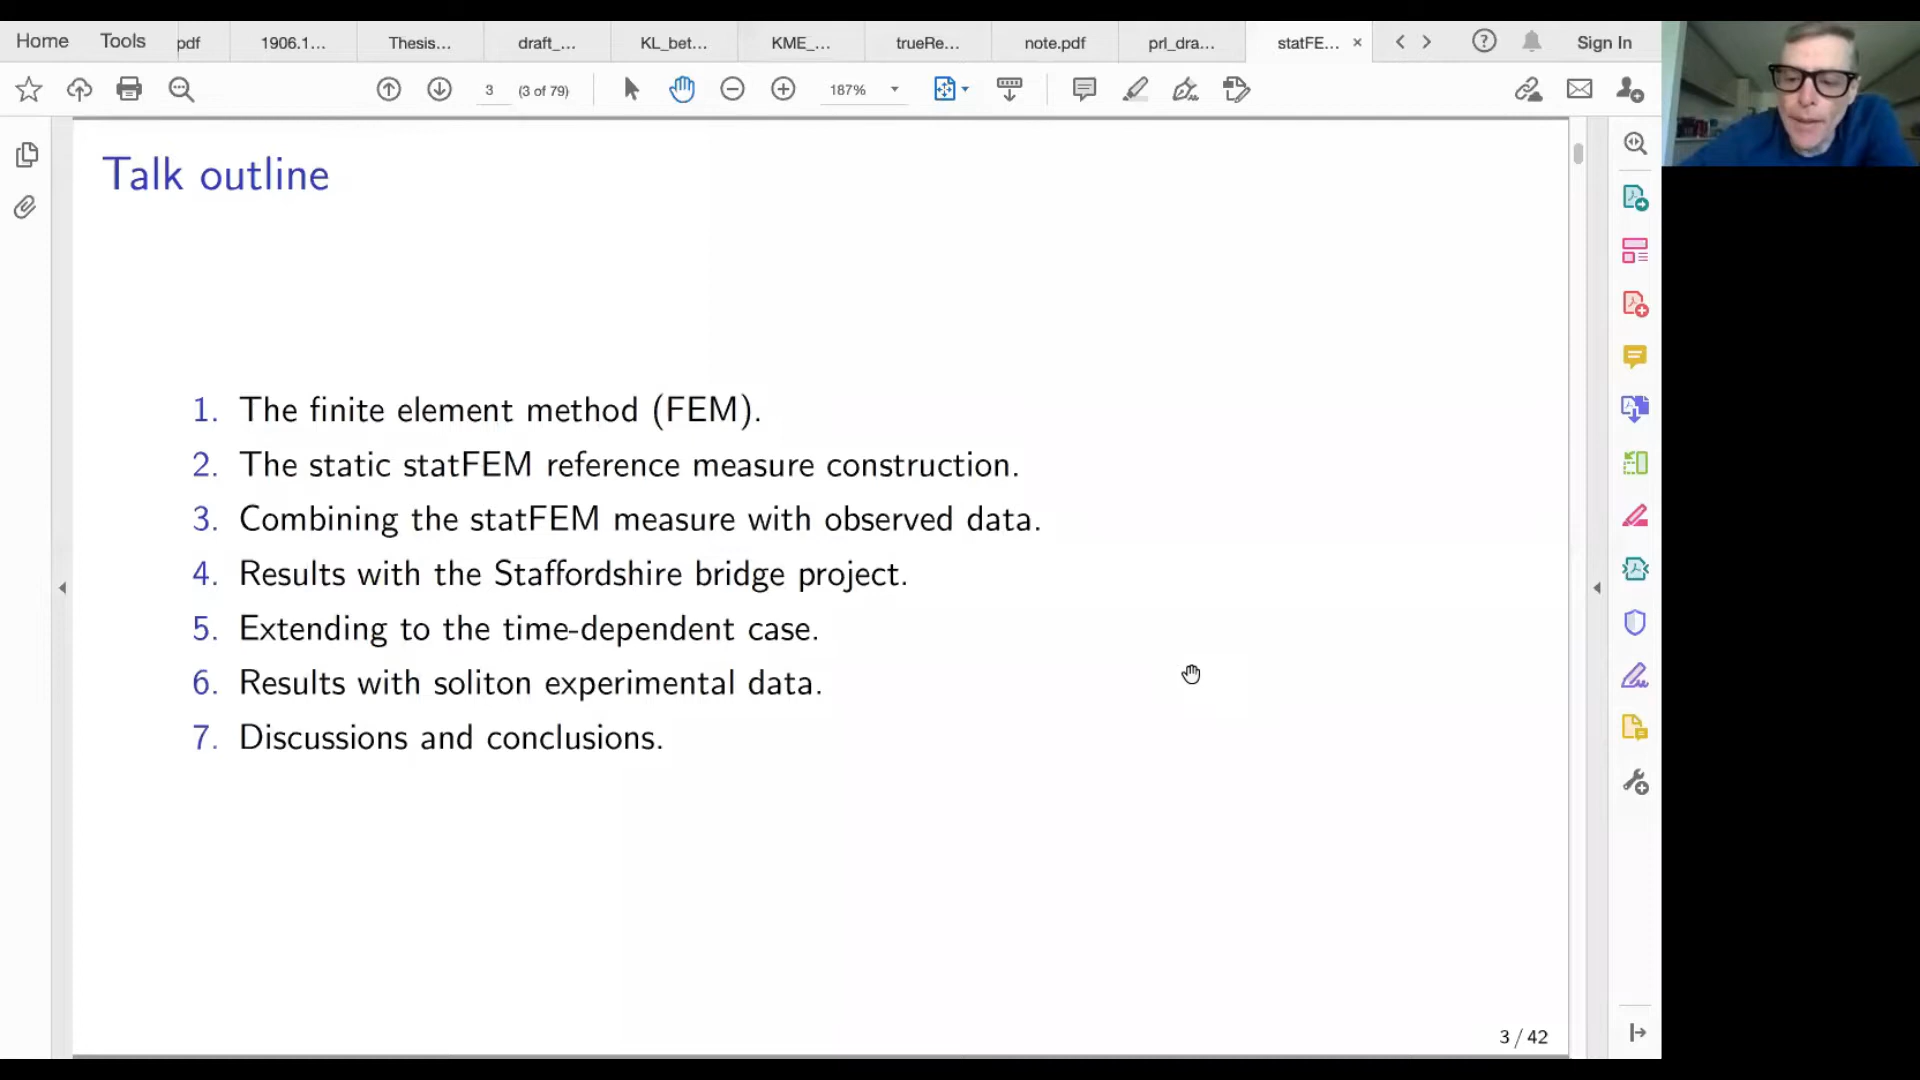 Home Tools pdf 1906.1... Thesis... draft_... KL_bet... KME_... trueRe... note.pdf prl_dra... statFE... × Sign In
3 (3 of 79) 187%
Talk outline
1. The finite element method (FEM).
2. The static statFEM reference measure construction.
3. Combining the statFEM measure with observed data.
4. Results with the Staffordshire bridge project.
5. Extending to the time-dependent case.
6. Results with soliton experimental data.
7. Discussions and conclusions.
3 / 42